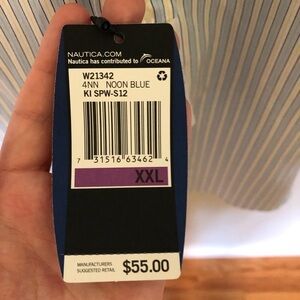 NAUTICA.COM
Nautica has contributed to OCEANA
W21342
4NN NOON BLUE
KI SPW-S12
7 31516 63462 4
XXL
MANUFACTURERS
SUGGESTED RETAIL $55.00